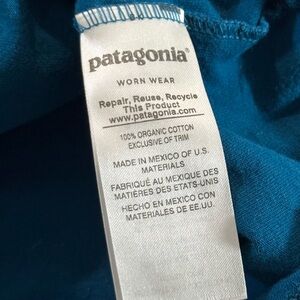 patagonia®
WORN WEAR
Repair, Reuse, Recycle
This Product
www.patagonia.com
100% ORGANIC COTTON
EXCLUSIVE OF TRIM
MADE IN MEXICO OF U.S.
MATERIALS
FABRIQUÉ AU MEXIQUE DES
MATIÈRES DES ETATS-UNIS
HECHO EN MEXICO CON
MATERIALES DE EE.UU.